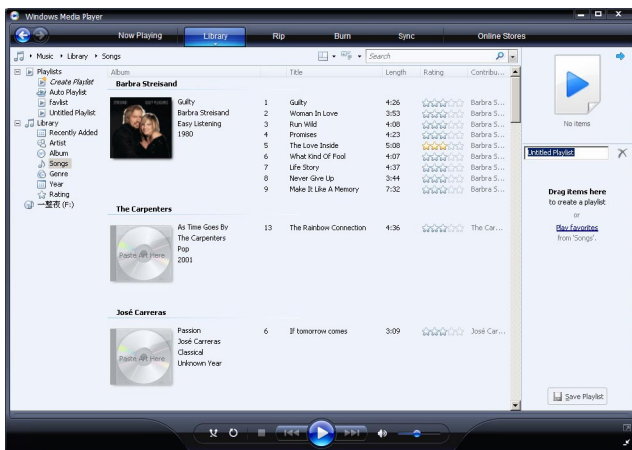 Windows Media Player
Now Playing Library Rip Burn Sync Online Stores
Music Library Songs Search
Playlists
Create Playlist
Auto Playlist
favlist
Untitled Playlist
Library
Recently Added
Artist
Album
Songs
Genre
Year
Rating
一整夜 (F:)
Album Title Length Rating Contribu...
Barbra Streisand
Guilty 1 Guilty 4:26 Barbra S...
Barbra Streisand 2 Woman In Love 3:53 Barbra S...
Easy Listening 3 Run Wild 4:08 Barbra S...
1980 4 Promises 4:23 Barbra S...
5 The Love Inside 5:08 Barbra S...
6 What Kind Of Fool 4:07 Barbra S...
7 Life Story 4:37 Barbra S...
8 Never Give Up 3:44 Barbra S...
9 Make It Like A Memory 7:32 Barbra S...
The Carpenters
As Time Goes By 13 The Rainbow Connection 4:36 The Car...
The Carpenters
Pop
2001
Paste Art Here
José Carreras
Passion 6 If tomorrow comes 3:09 José Car...
José Carreras
Classical
Unknown Year
Paste Art Here
No items
Untitled Playlist
Drag items here
to create a playlist
or
Play favorites
from 'Songs'.
Save Playlist